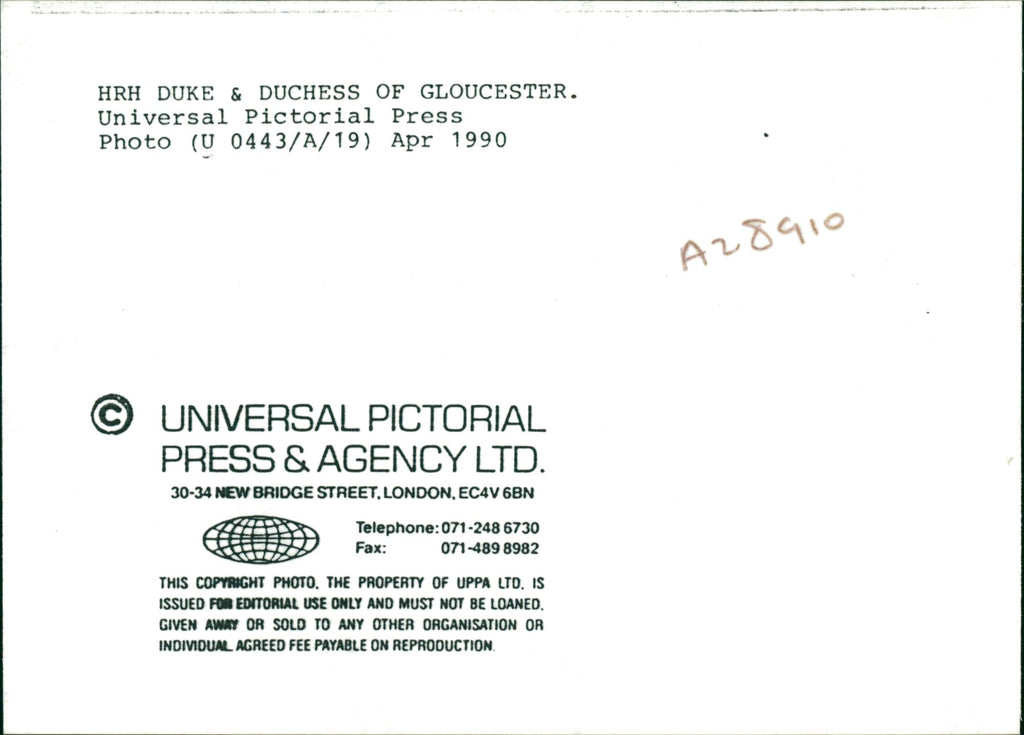 HRH DUKE & DUCHESS OF GLOUCESTER.
Universal Pictorial Press
Photo (U 0443/A/19) Apr 1990
A28910
© UNIVERSAL PICTORIAL
PRESS & AGENCY LTD.
30-34 NEW BRIDGE STREET, LONDON, EC4V 6BN
Telephone: 071-248 6730
Fax: 071-489 8982
THIS COPYRIGHT PHOTO, THE PROPERTY OF UPPA LTD. IS
ISSUED FOR EDITORIAL USE ONLY AND MUST NOT BE LOANED,
GIVEN AWAY OR SOLD TO ANY OTHER ORGANISATION OR
INDIVIDUAL. AGREED FEE PAYABLE ON REPRODUCTION.